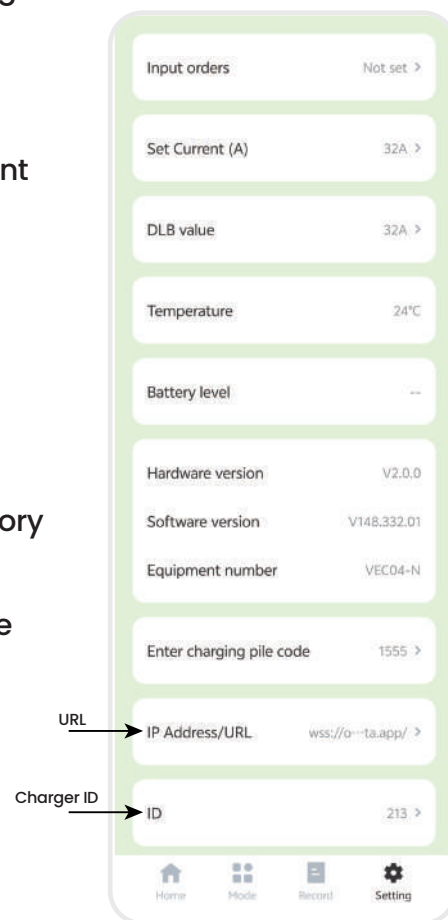 nt
ory
e
Input orders Not set >
Set Current (A) 32A >
DLB value 32A >
Temperature 24°C
Battery level --
Hardware version V2.0.0
Software version V148.332.01
Equipment number VEC04-N
Enter charging pile code 1555 >
URL IP Address/URL wss://o···ta.app/ >
Charger ID ID 213 >
Home Mode Record Setting